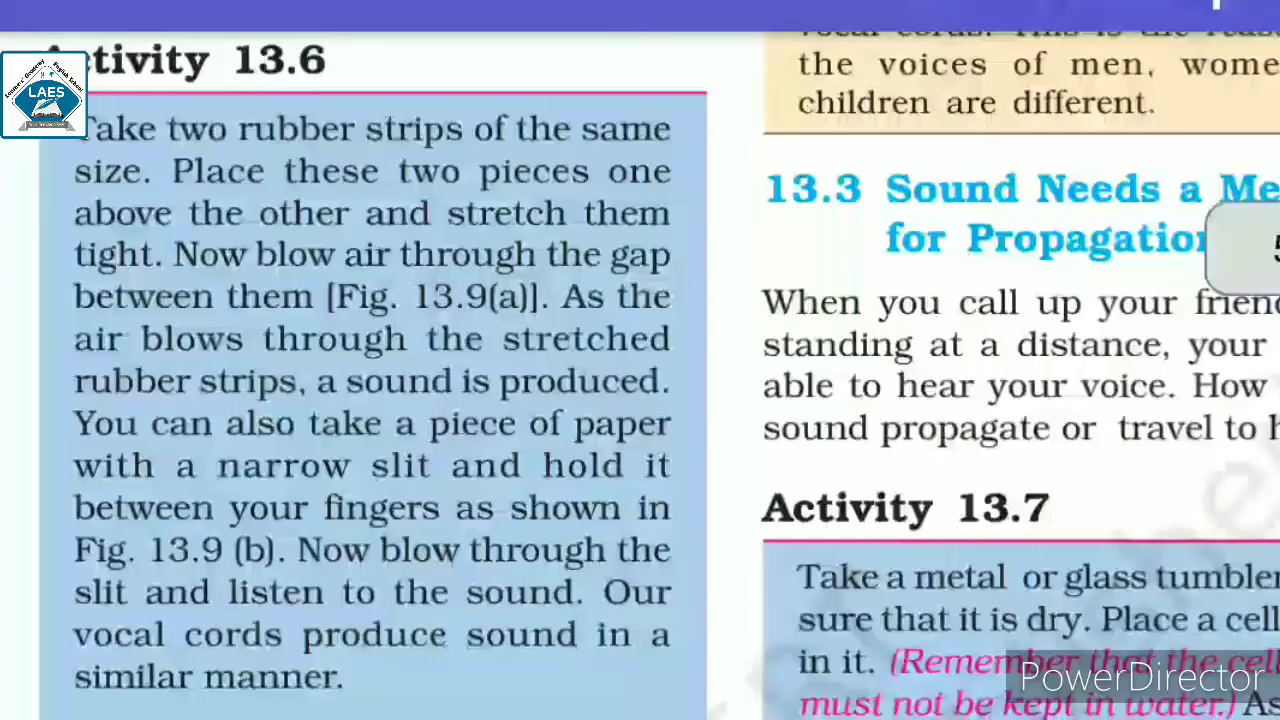 Activity 13.6
Take two rubber strips of the same
size. Place these two pieces one
above the other and stretch them
tight. Now blow air through the gap
between them [Fig. 13.9(a)]. As the
air blows through the stretched
rubber strips, a sound is produced.
You can also take a piece of paper
with a narrow slit and hold it
between your fingers as shown in
Fig. 13.9 (b). Now blow through the
slit and listen to the sound. Our
vocal cords produce sound in a
similar manner.
the voices of men, wome
children are different.
13.3 Sound Needs a Me
for Propagation
When you call up your friend
standing at a distance, your
able to hear your voice. How
sound propagate or travel to h
Activity 13.7
Take a metal or glass tumbler
sure that it is dry. Place a cell
in it. (Remember that the cell
must not be kept in water.) As
LAES
PowerDirector